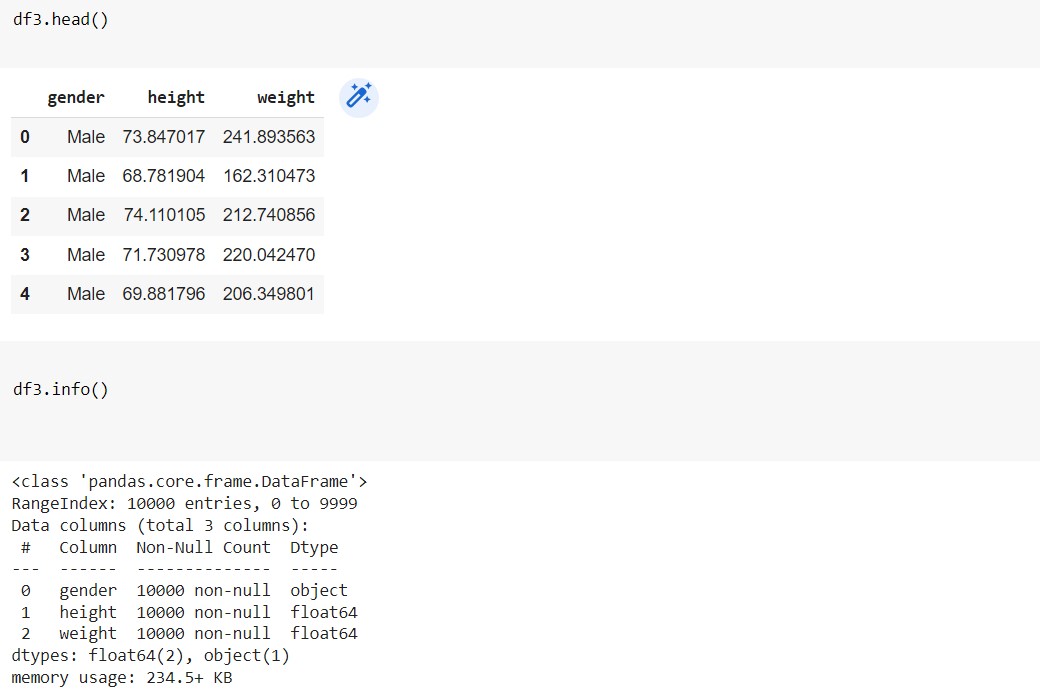 df3.head()
gender height weight
0 Male 73.847017 241.893563
1 Male 68.781904 162.310473
2 Male 74.110105 212.740856
3 Male 71.730978 220.042470
4 Male 69.881796 206.349801
df3.info()
<class 'pandas.core.frame.DataFrame'>
RangeIndex: 10000 entries, 0 to 9999
Data columns (total 3 columns):
 #   Column  Non-Null Count  Dtype
---  ------  --------------  -----
 0   gender  10000 non-null  object
 1   height  10000 non-null  float64
 2   weight  10000 non-null  float64
dtypes: float64(2), object(1)
memory usage: 234.5+ KB